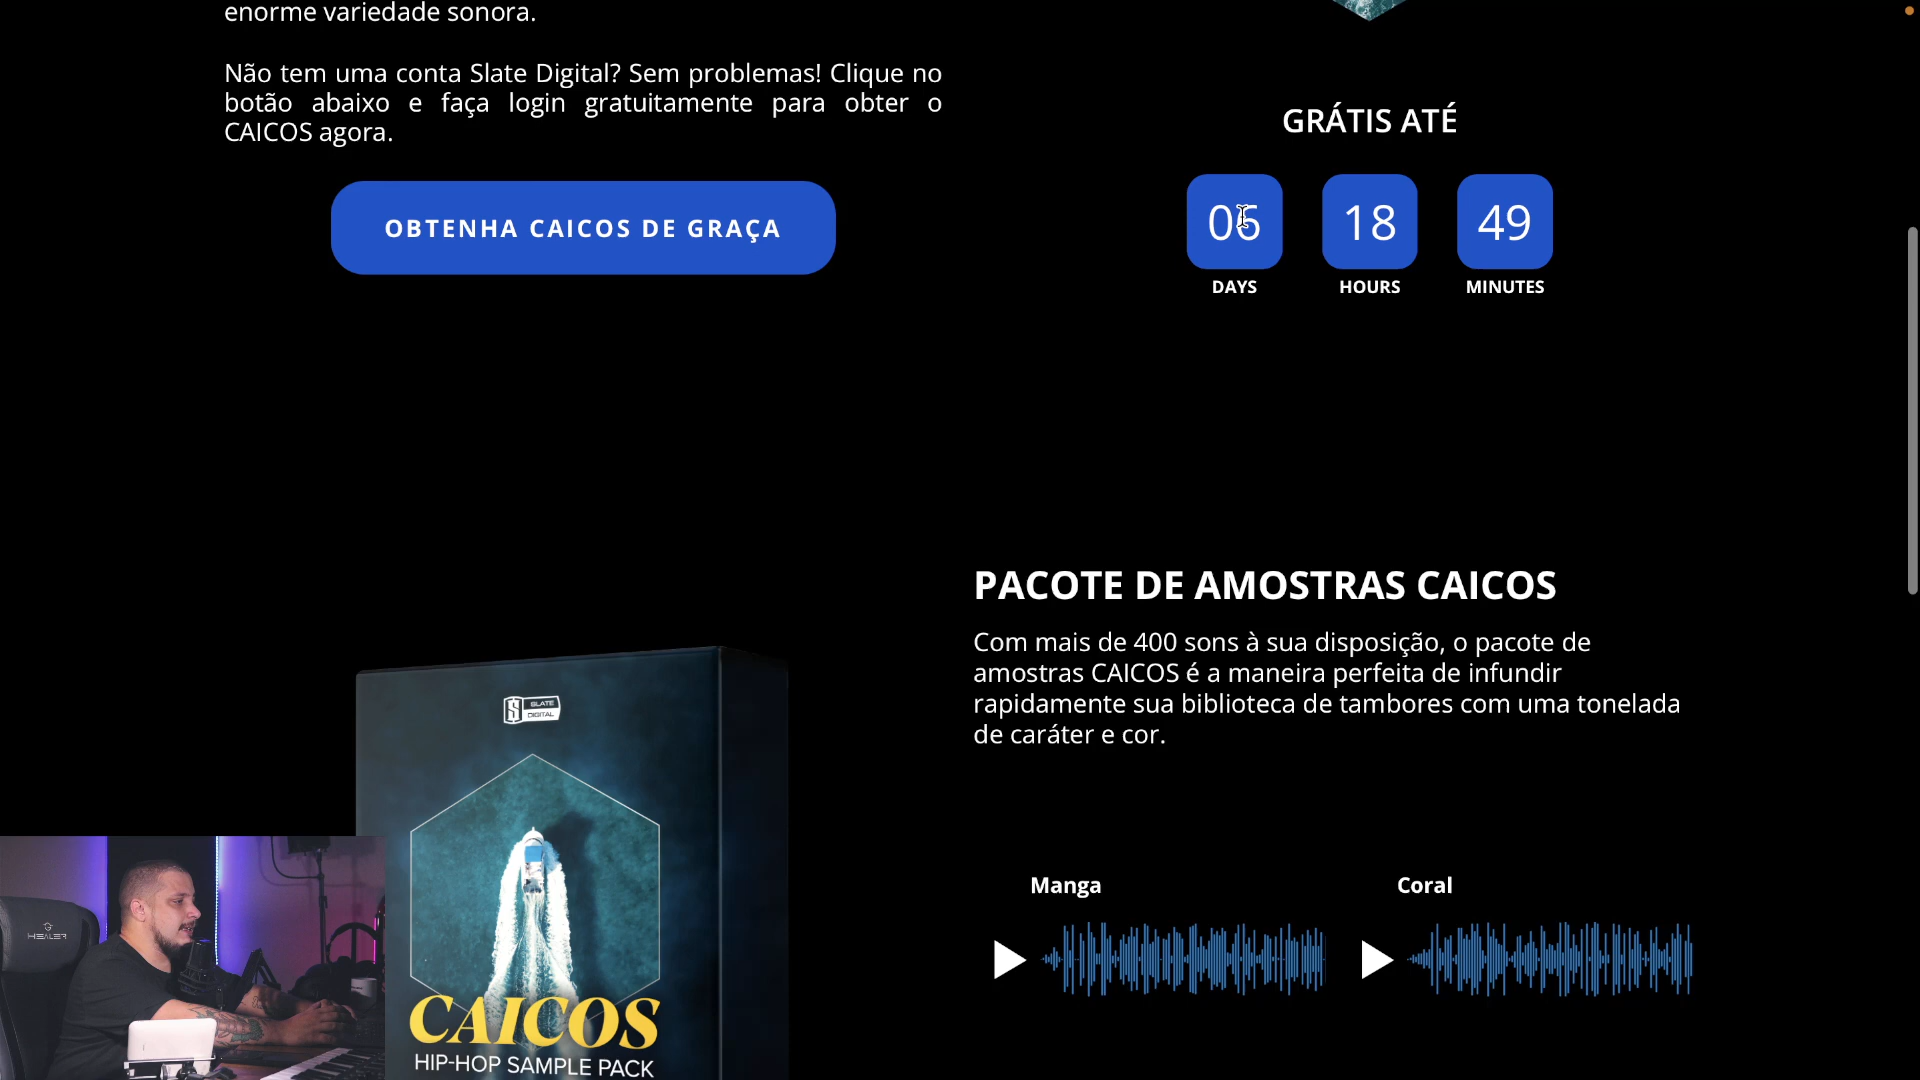 enorme variedade sonora.
Não tem uma conta Slate Digital? Sem problemas! Clique no
botão abaixo e faça login gratuitamente para obter o
CAICOS agora.
OBTENHA CAICOS DE GRAÇA
GRÁTIS ATÉ
06 18 49
DAYS HOURS MINUTES
PACOTE DE AMOSTRAS CAICOS
Com mais de 400 sons à sua disposição, o pacote de
amostras CAICOS é a maneira perfeita de infundir
rapidamente sua biblioteca de tambores com uma tonelada
de caráter e cor.
Manga
Coral
SLATE
DIGITAL
CAICOS
HIP-HOP SAMPLE PACK
HEALER